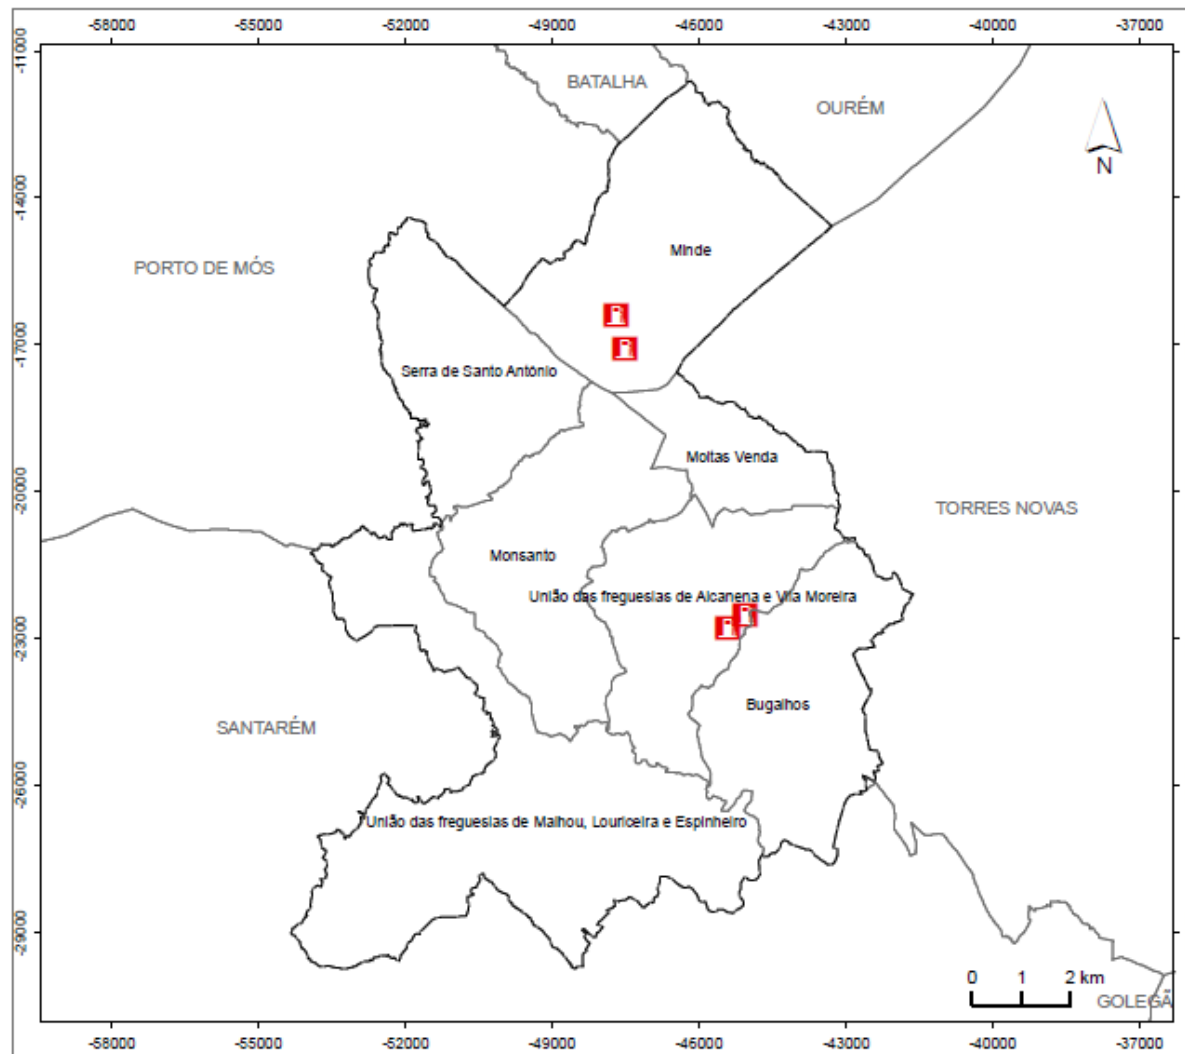 -58000 -55000 -52000 -49000 -46000 -43000 -40000 -37000
-11000
-14000
-17000
-20000
-23000
-26000
-29000
BATALHA
OURÉM
N
Minde
PORTO DE MÓS
Serra de Santo António
Moitas Venda
TORRES NOVAS
Monsanto
União das freguesias de Alcanena e Vila Moreira
Bugalhos
SANTARÉM
União das freguesias de Malhou, Louriceira e Espinheiro
0 1 2 km
GOLEGÃ
-58000 -55000 -52000 -49000 -46000 -43000 -40000 -37000